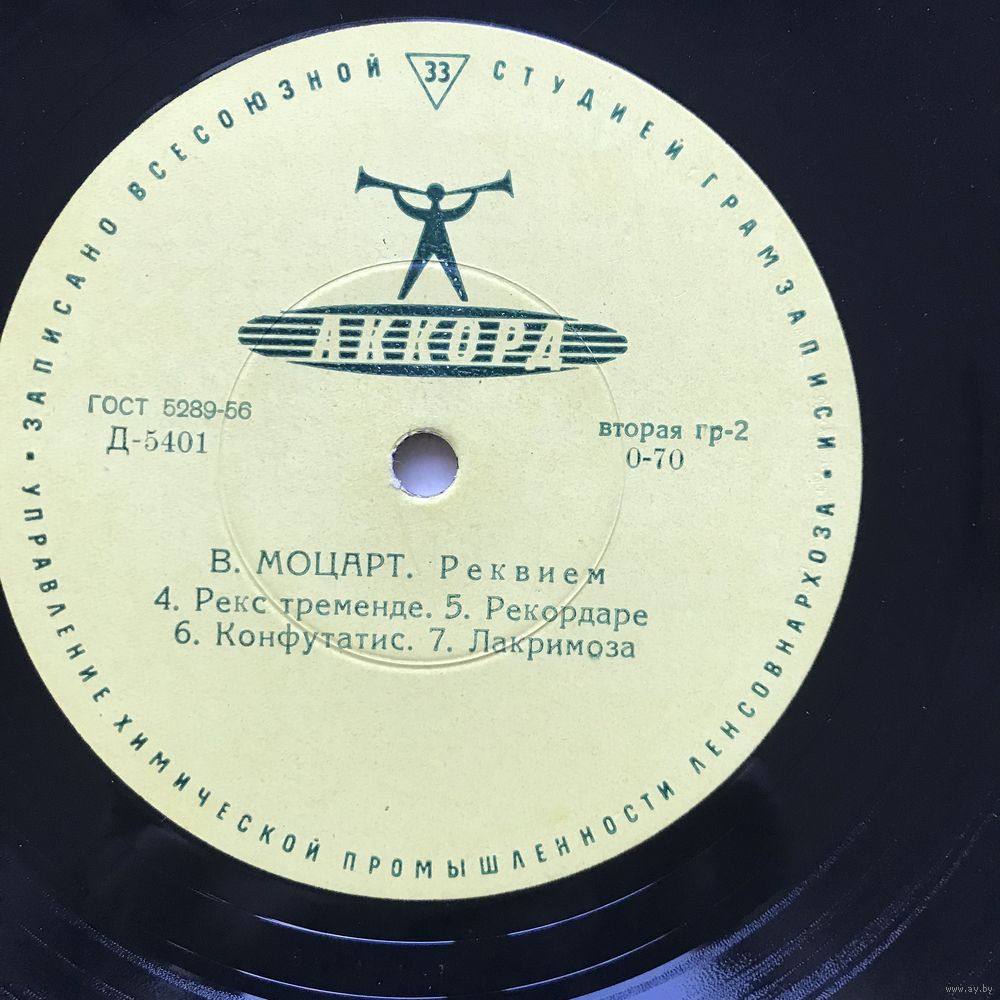 ЗАПИСАНО ВСЕСОЮЗНОЙ 33 СТУДИЕЙ ГРАМЗАПИСИ •
АККОРД
ГОСТ 5289-56
Д-5401
вторая гр-2
0-70
В. МОЦАРТ. Реквием
4. Рекс тременде. 5. Рекордаре
6. Конфутатис. 7. Лакримоза
УПРАВЛЕНИЕ ХИМИЧЕСКОЙ ПРОМЫШЛЕННОСТИ ЛЕНСОВНАРХОЗА •
www.ay.by